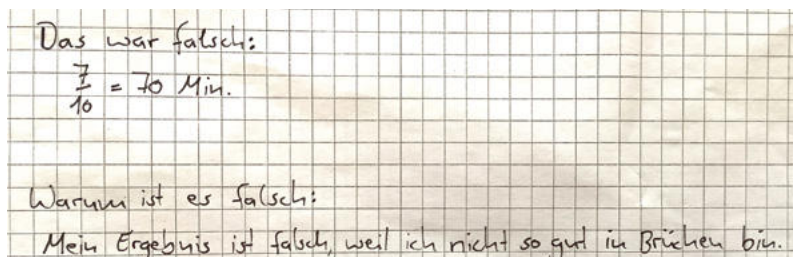 Das war falsch:
7/10 = 70 Min.
Warum ist es falsch:
Mein Ergebnis ist falsch, weil ich nicht so gut in Brüchen bin.